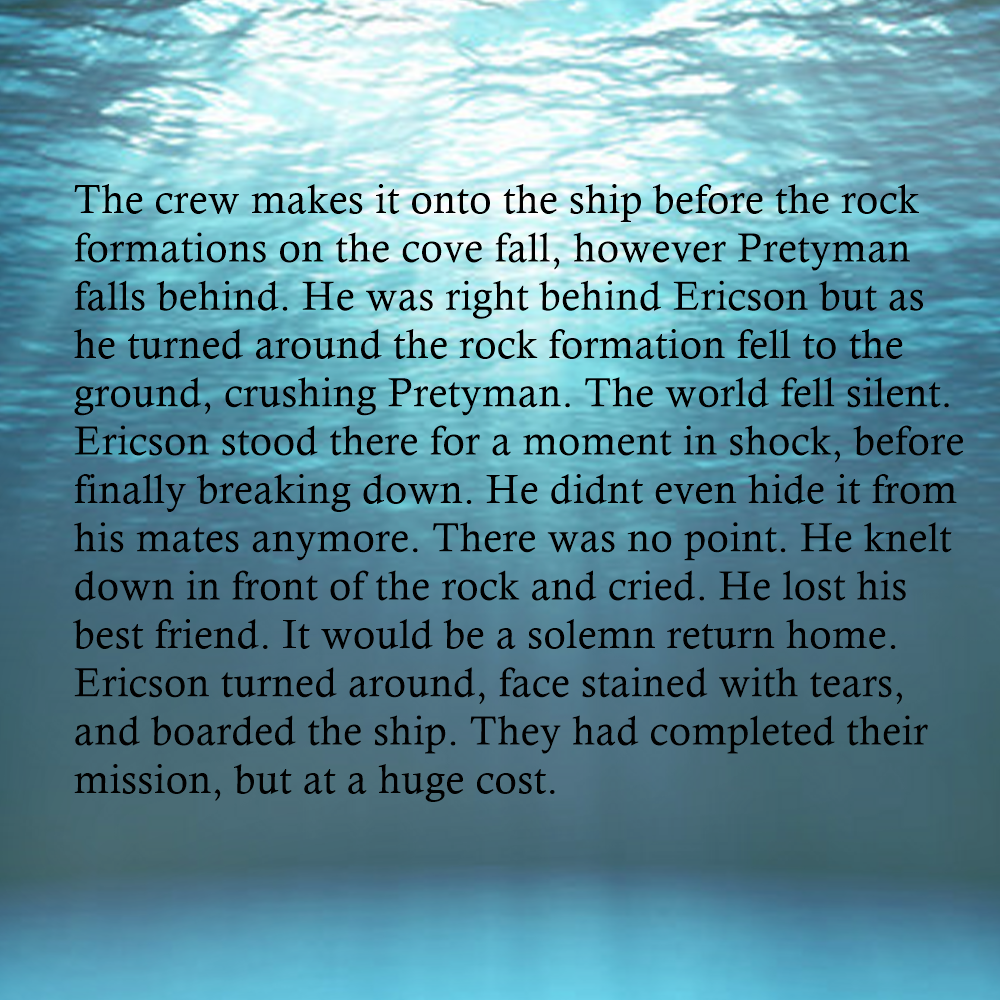 The crew makes it onto the ship before the rock
formations on the cove fall, however Pretyman
falls behind. He was right behind Ericson but as
he turned around the rock formation fell to the
ground, crushing Pretyman. The world fell silent.
Ericson stood there for a moment in shock, before
finally breaking down. He didnt even hide it from
his mates anymore. There was no point. He knelt
down in front of the rock and cried. He lost his
best friend. It would be a solemn return home.
Ericson turned around, face stained with tears,
and boarded the ship. They had completed their
mission, but at a huge cost.